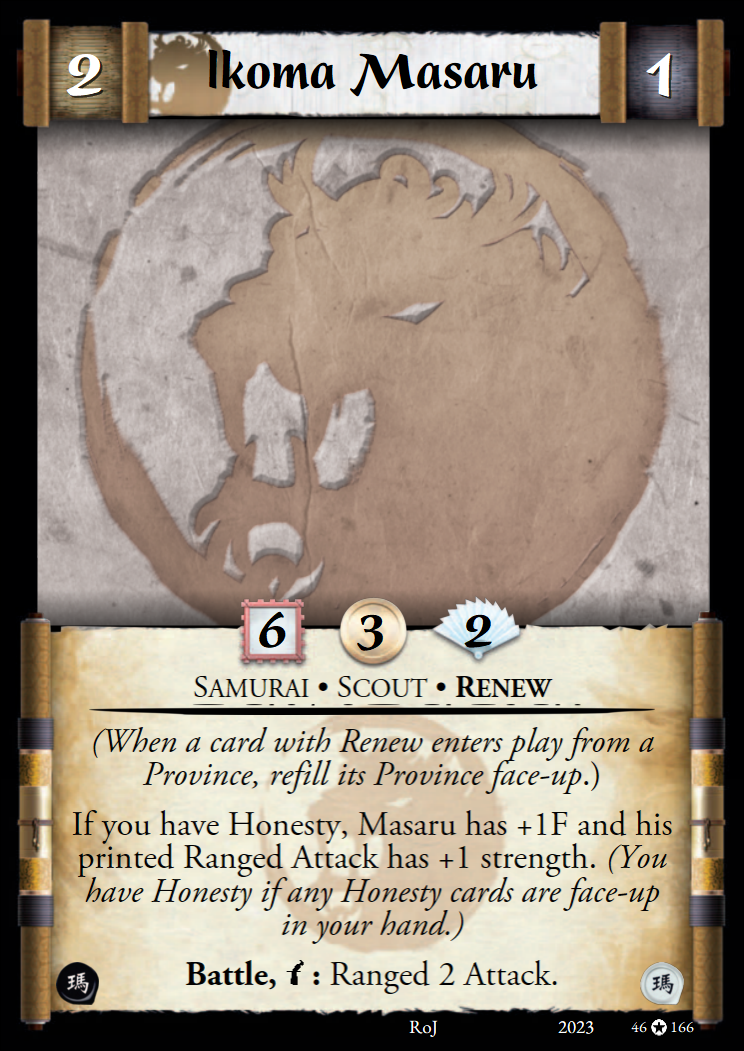 2 Ikoma Masaru 1
6 3 2
SAMURAI • SCOUT • RENEW
(When a card with Renew enters play from a
Province, refill its Province face-up.)
If you have Honesty, Masaru has +1F and his
printed Ranged Attack has +1 strength. (You
have Honesty if any Honesty cards are face-up
in your hand.)
Battle, : Ranged 2 Attack.
瑪 瑪
RoJ 2023 46 166